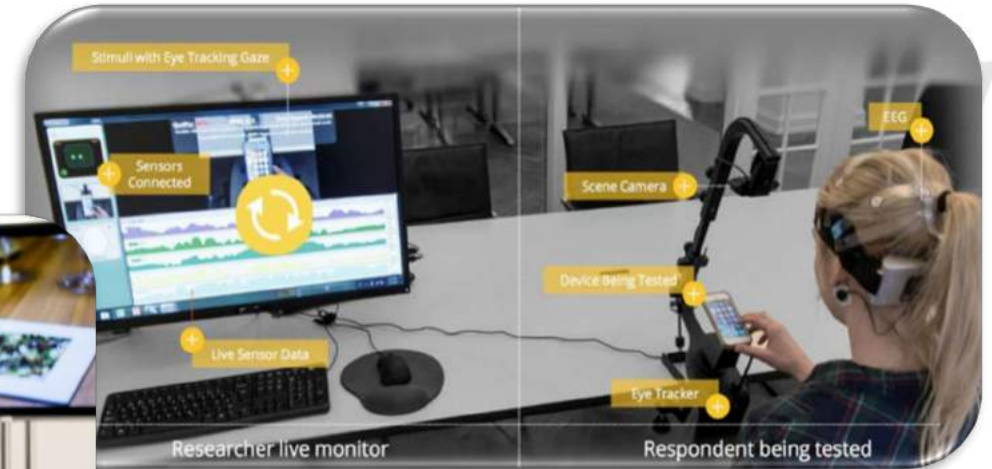 Stimuli with Eye Tracking Gaze
EEG
Sensors
Connected
Scene Camera
Device Being Tested
Live Sensor Data
Eye Tracker
Researcher live monitor
Respondent being tested